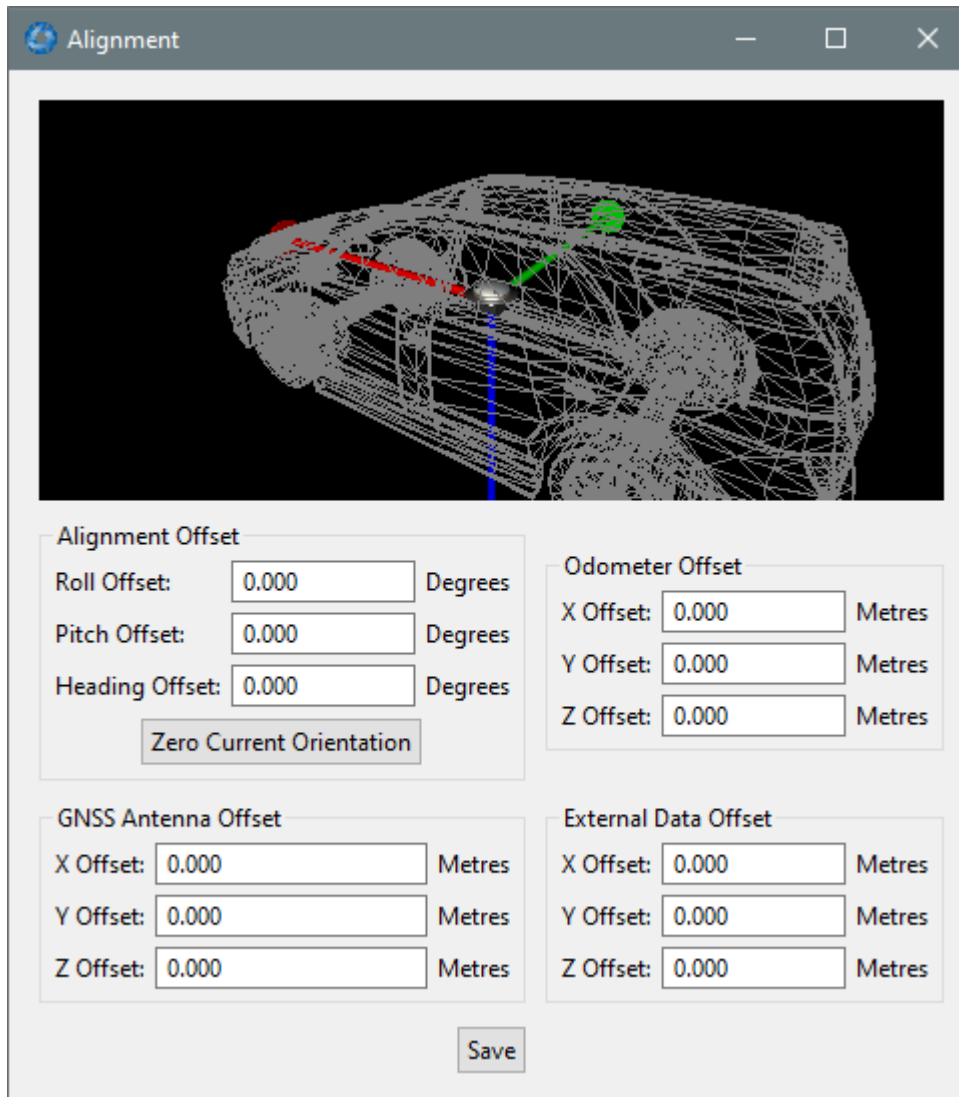 Alignment
Alignment Offset
Roll Offset: 0.000 Degrees
Pitch Offset: 0.000 Degrees
Heading Offset: 0.000 Degrees
Zero Current Orientation
Odometer Offset
X Offset: 0.000 Metres
Y Offset: 0.000 Metres
Z Offset: 0.000 Metres
GNSS Antenna Offset
X Offset: 0.000 Metres
Y Offset: 0.000 Metres
Z Offset: 0.000 Metres
External Data Offset
X Offset: 0.000 Metres
Y Offset: 0.000 Metres
Z Offset: 0.000 Metres
Save